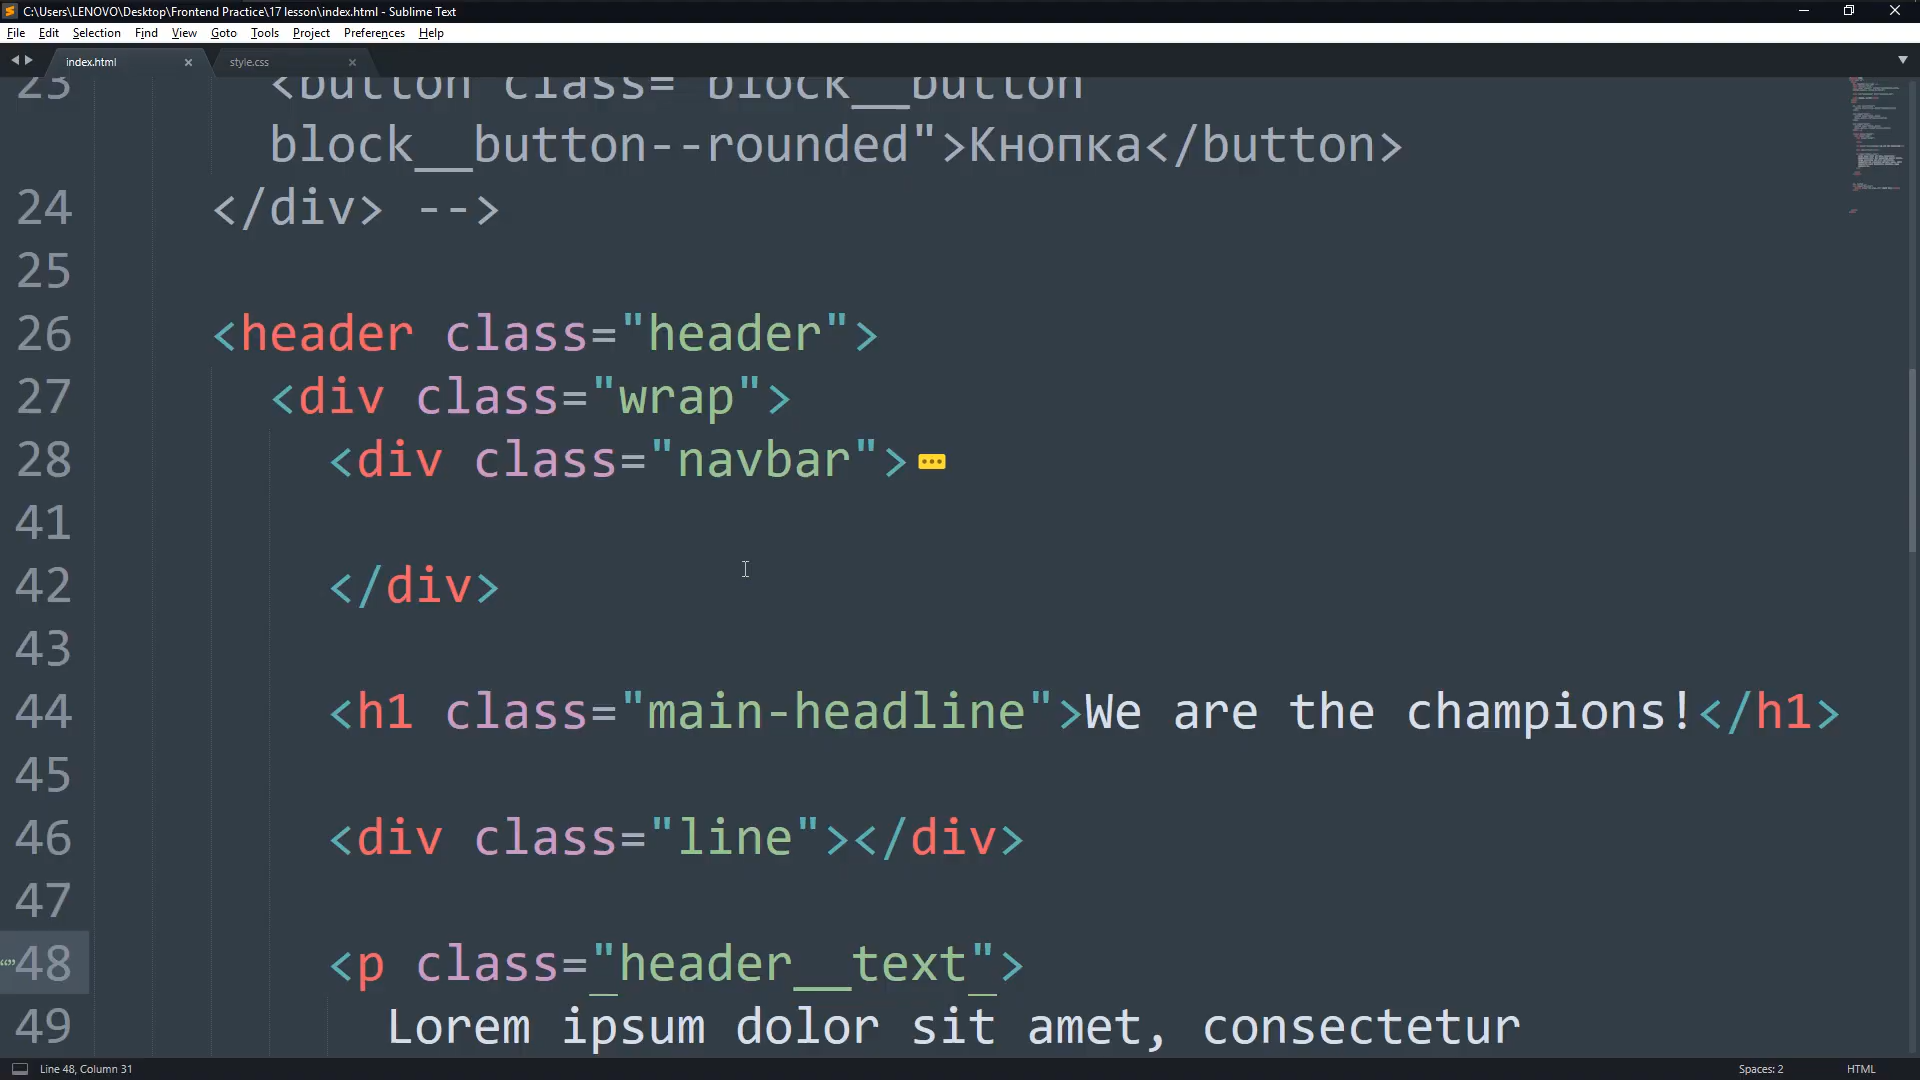 C:\Users\LENOVO\Desktop\Frontend Practice\17 lesson\index.html - Sublime Text
File Edit Selection Find View Goto Tools Project Preferences Help
index.html × style.css ×
23 <button class="block__button
block__button--rounded">Кнопка</button>
24 </div> -->
25
26 <header class="header">
27 <div class="wrap">
28 <div class="navbar">
41
42 </div>
43
44 <h1 class="main-headline">We are the champions!</h1>
45
46 <div class="line"></div>
47
48 <p class="header__text">
49 Lorem ipsum dolor sit amet, consectetur
Line 48, Column 31 Spaces: 2 HTML